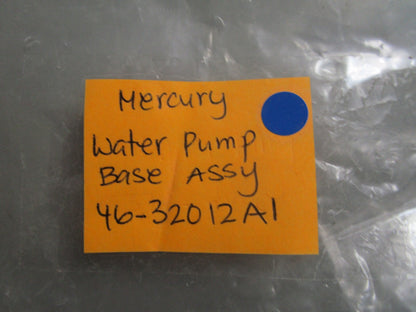 Mercury
Water Pump
Base Assy
46-32012A1